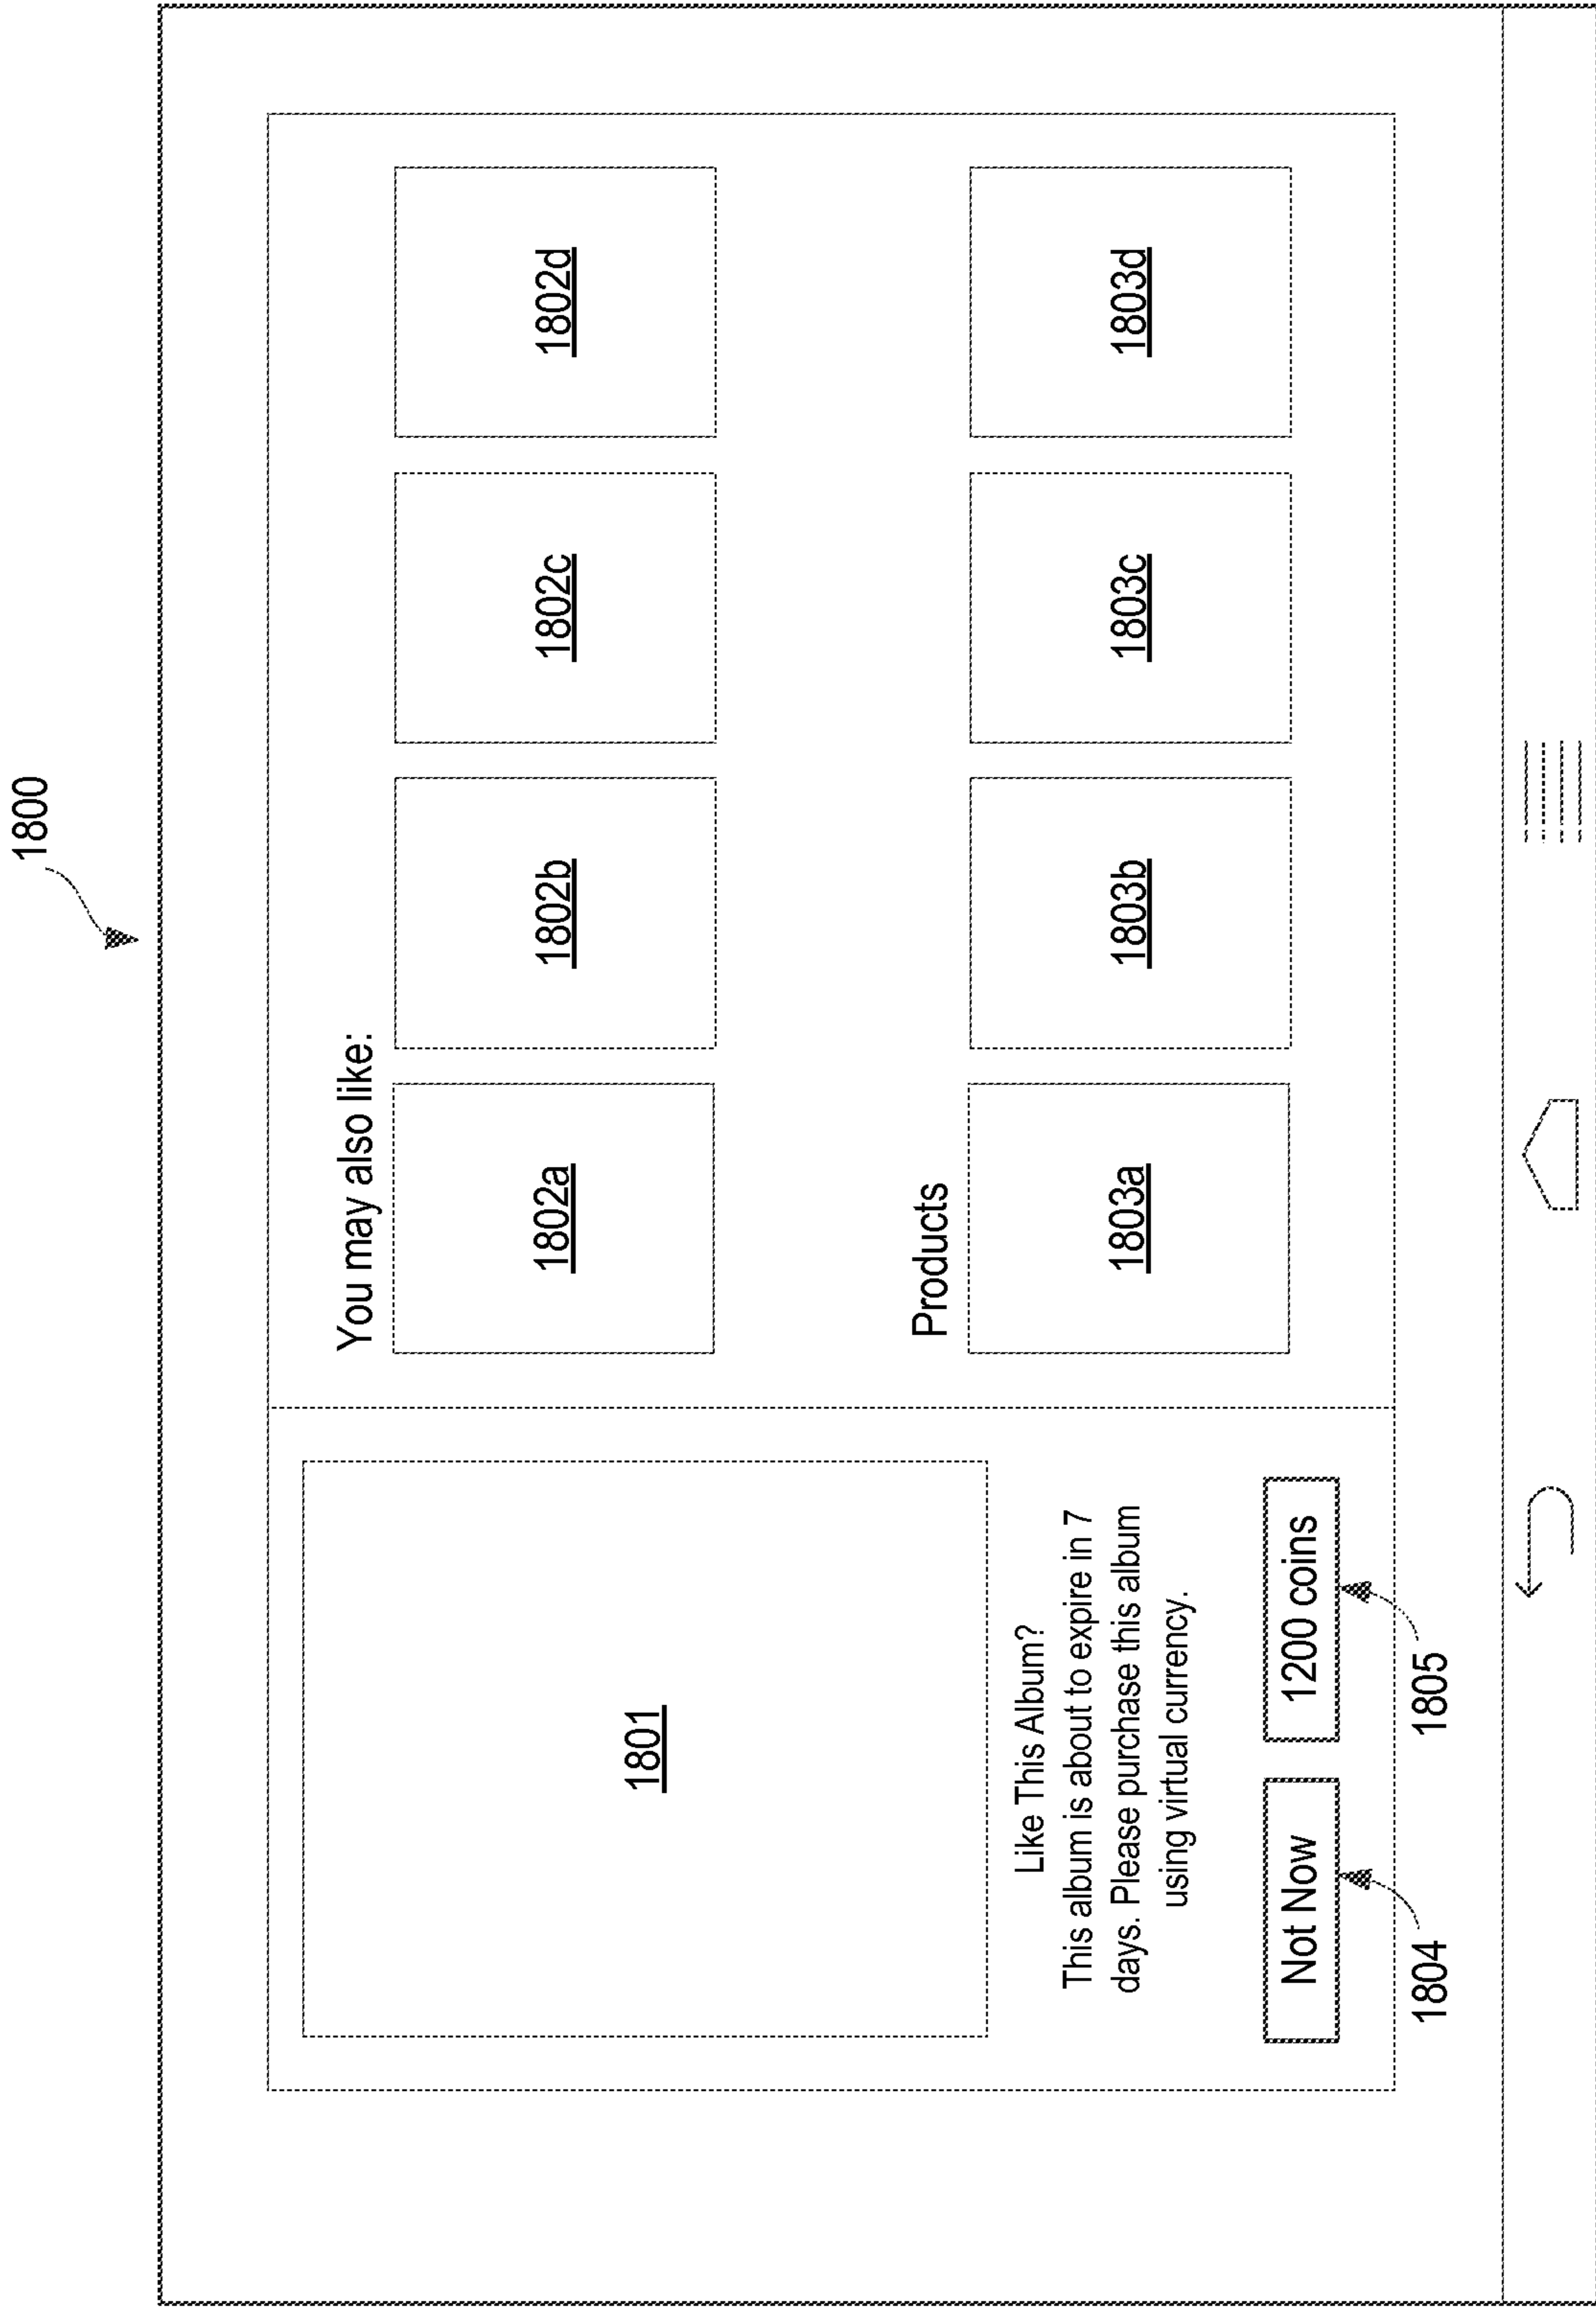 1800
1801
Like This Album?
This album is about to expire in 7
days. Please purchase this album
using virtual currency.
Not Now
1200 coins
1804
1805
You may also like:
1802a
1802b
1802c
1802d
Products
1803a
1803b
1803c
1803d